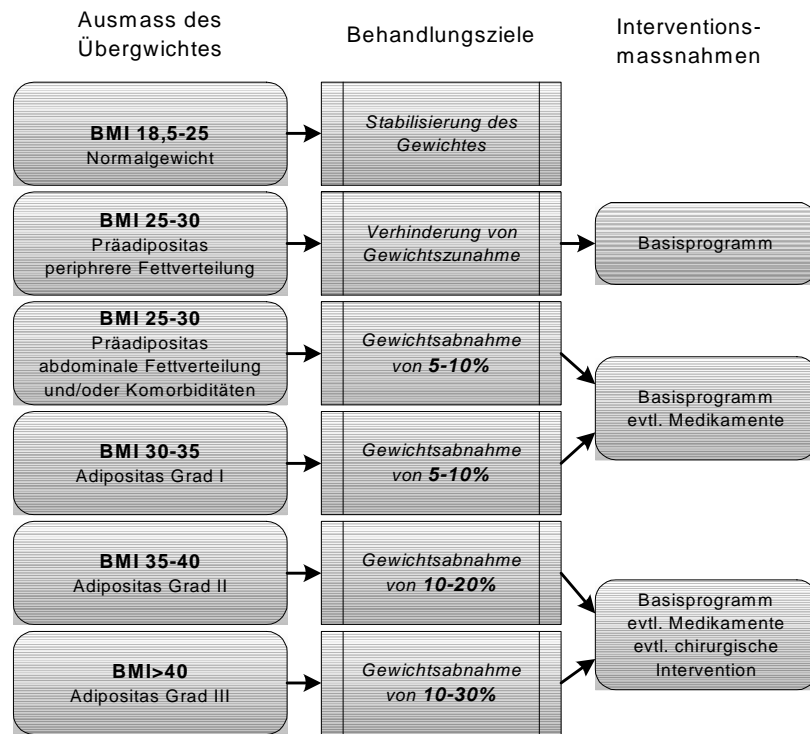 Ausmass des
Übergwichtes
Behandlungsziele
Interventions-
massnahmen
BMI 18,5-25
Normalgewicht
Stabilisierung des
Gewichtes
BMI 25-30
Präadipositas
periphrere Fettverteilung
Verhinderung von
Gewichtszunahme
Basisprogramm
BMI 25-30
Präadipositas
abdominale Fettverteilung
und/oder Komorbiditäten
Gewichtsabnahme
von 5-10%
Basisprogramm
evtl. Medikamente
BMI 30-35
Adipositas Grad I
Gewichtsabnahme
von 5-10%
BMI 35-40
Adipositas Grad II
Gewichtsabnahme
von 10-20%
Basisprogramm
evtl. Medikamente
evtl. chirurgische
Intervention
BMI>40
Adipositas Grad III
Gewichtsabnahme
von 10-30%